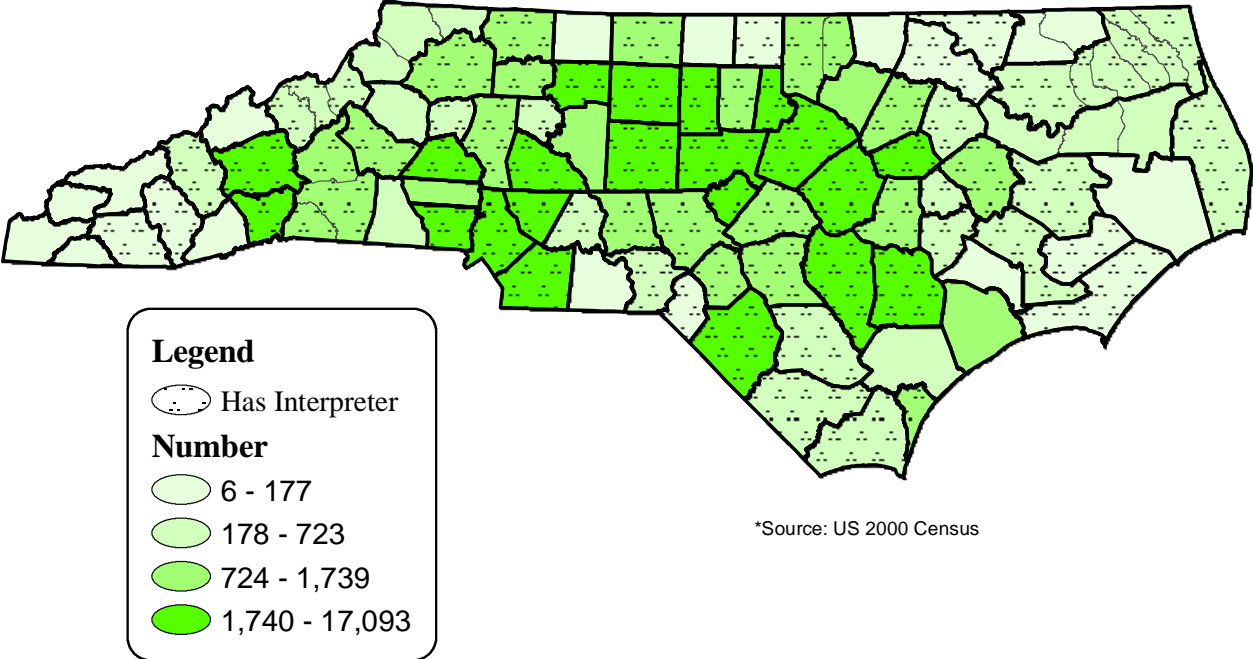 Legend
Has Interpreter
Number
6 - 177
178 - 723
724 - 1,739
1,740 - 17,093
*Source: US 2000 Census